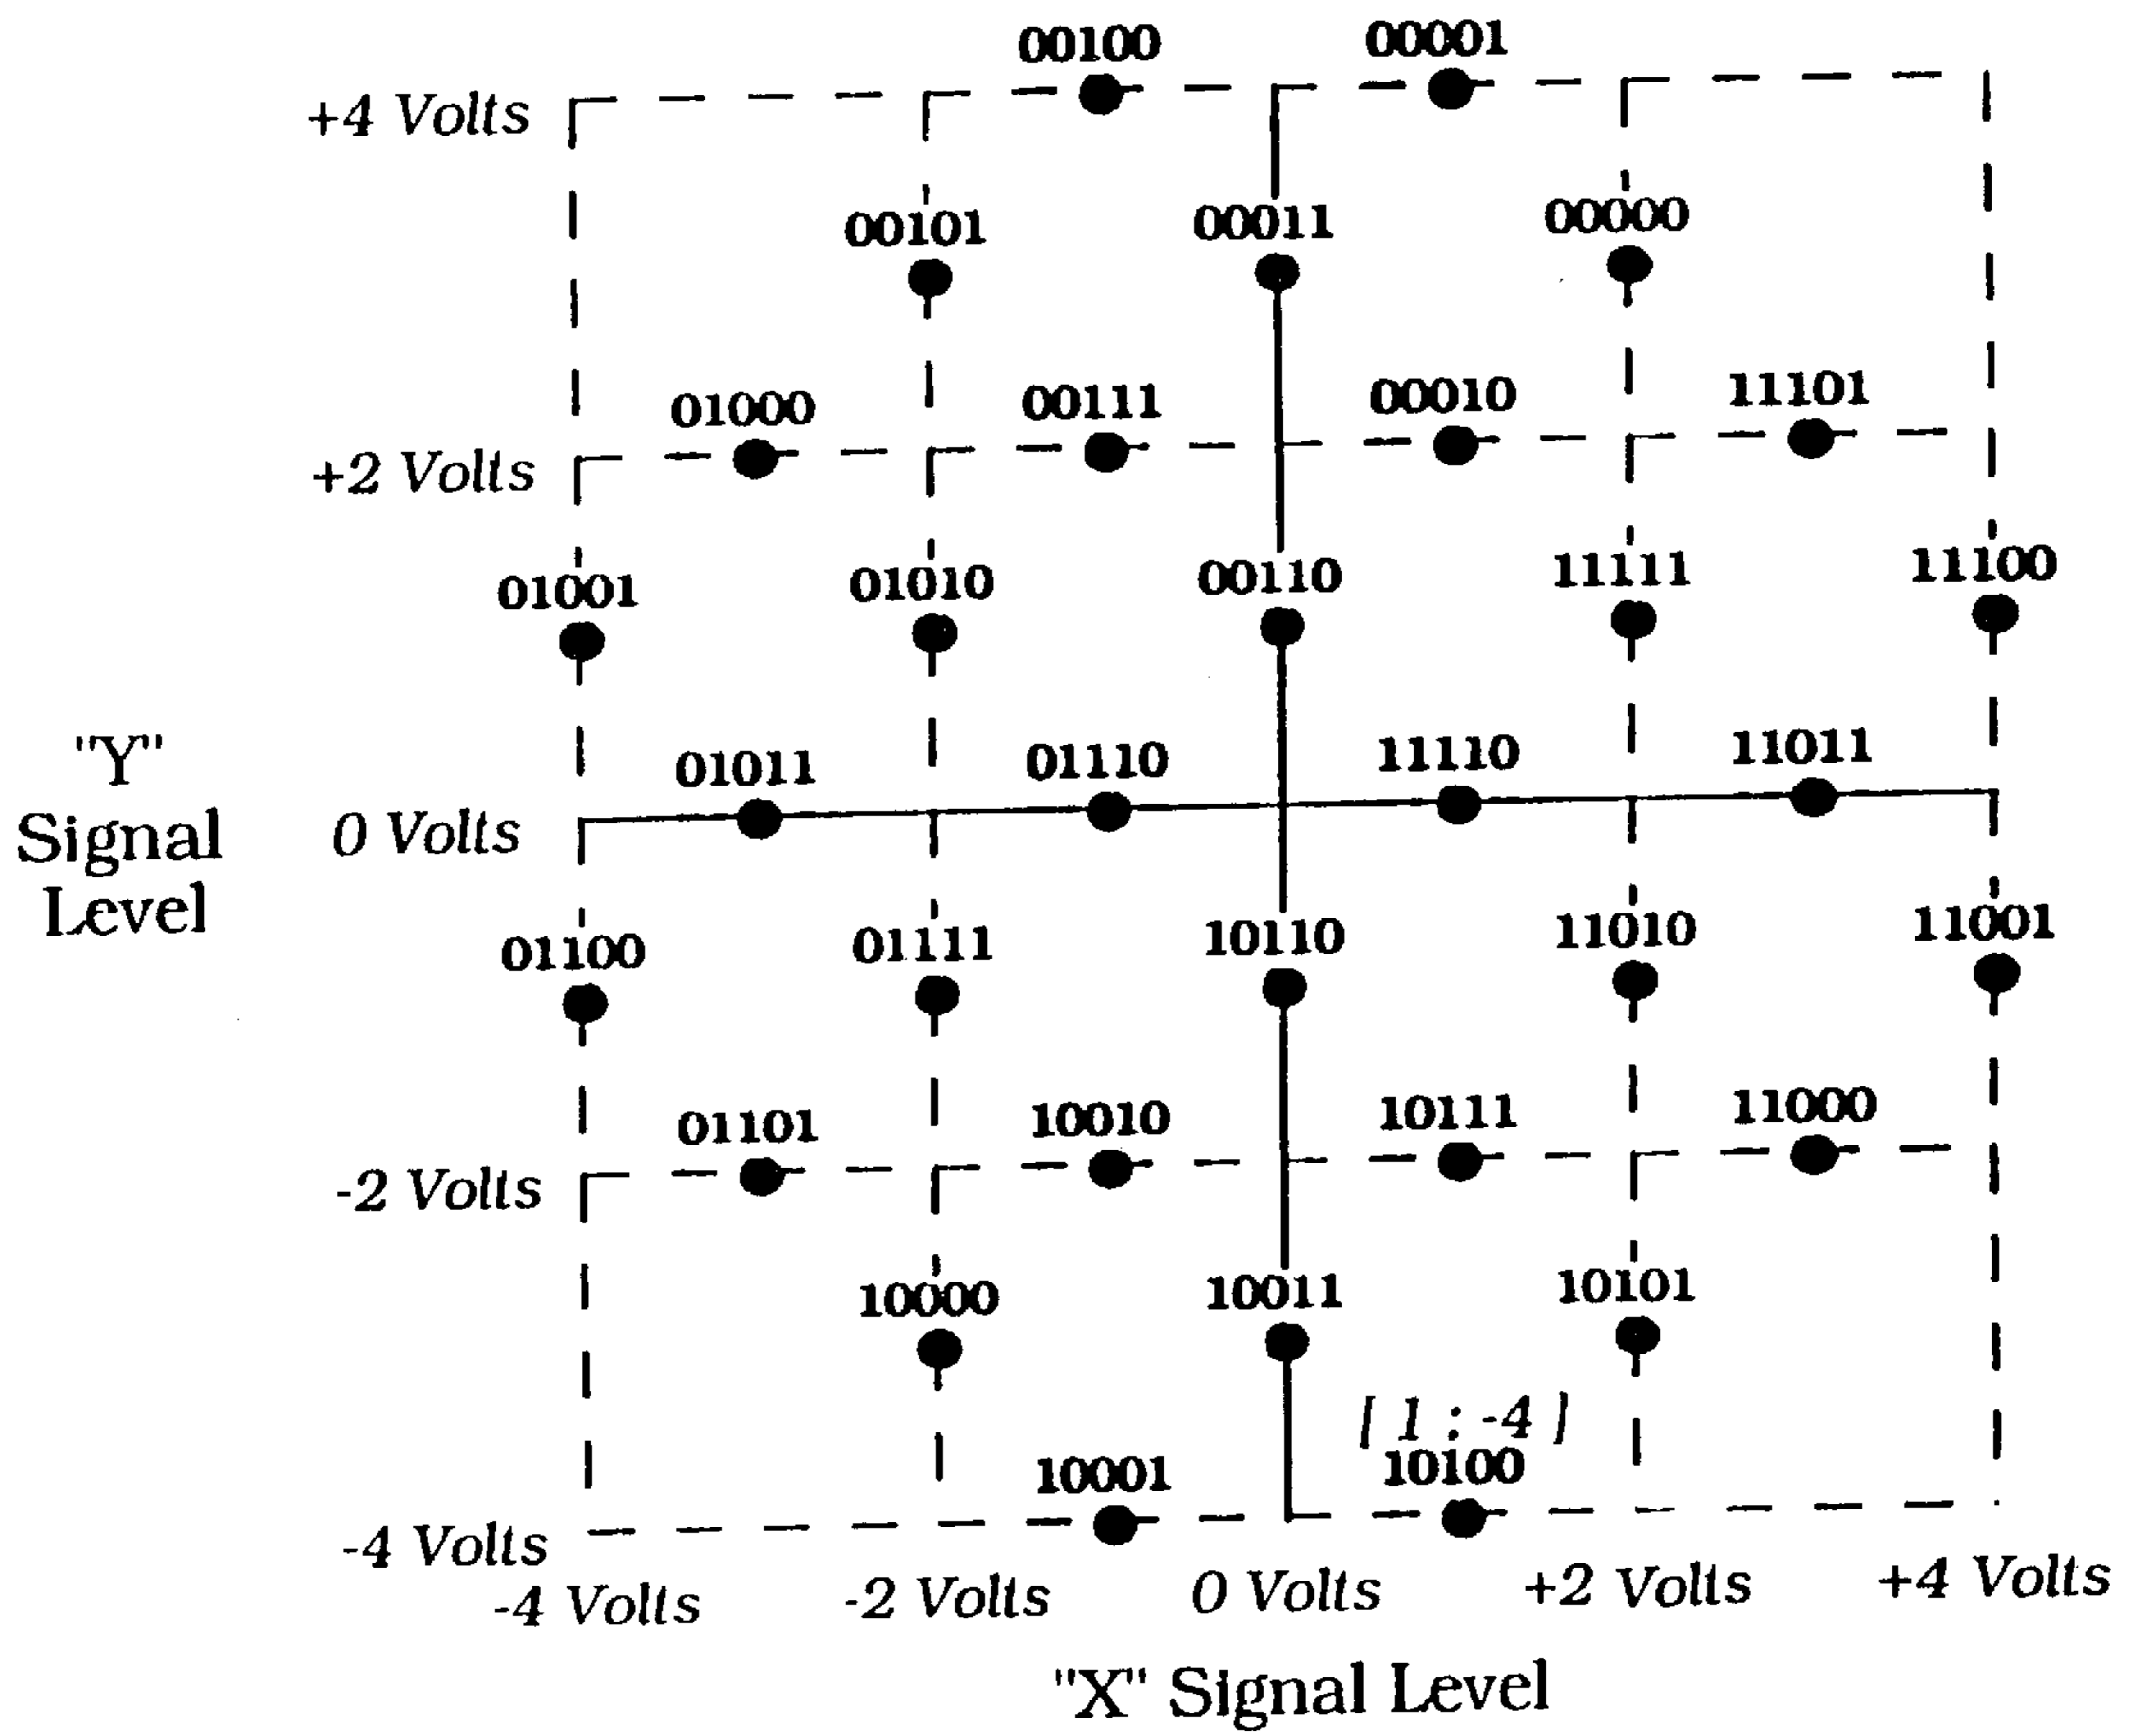 00100 00001
+4 Volts
00101 00011 00000
01000 00111 00010 11101
+2 Volts
01001 01010 00110 11111 11100
"Y"
Signal
Level
01011 01110 11110 11011
0 Volts
01100 01111 10110 11010 11001
01101 10010 10111 11000
-2 Volts
10000 10011 10101
[ 1 : -4 ]
10001 10100
-4 Volts
-4 Volts -2 Volts 0 Volts +2 Volts +4 Volts
"X" Signal Level